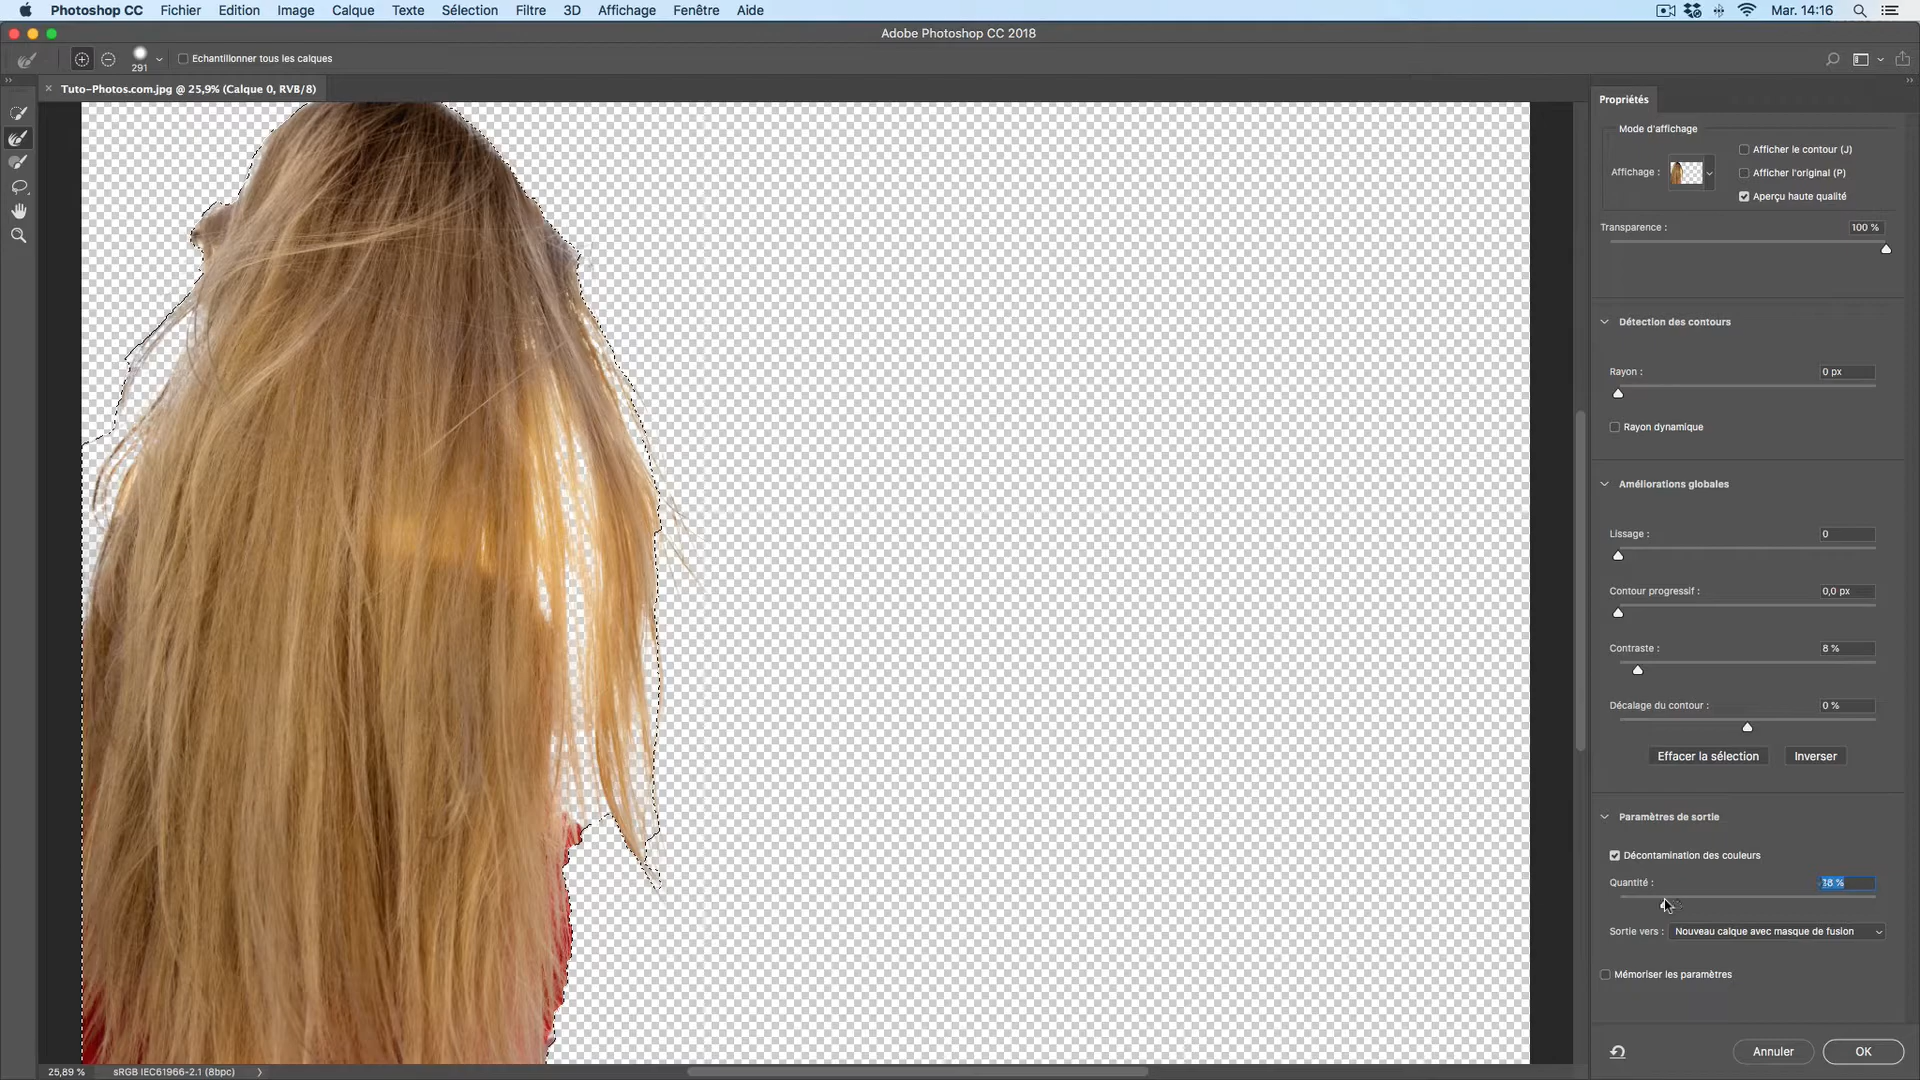 Photoshop CC Fichier Edition Image Calque Texte Sélection Filtre 3D Affichage Fenêtre Aide Mar. 14:16
Adobe Photoshop CC 2018
291 Echantillonner tous les calques
Tuto-Photos.com.jpg @ 25,9% (Calque 0, RVB/8)
Propriétés
Mode d'affichage
Afficher le contour (J)
Affichage : Afficher l'original (P)
Aperçu haute qualité
Transparence : 100 %
Détection des contours
Rayon : 0 px
Rayon dynamique
Améliorations globales
Lissage : 0
Contour progressif : 0,0 px
Contraste : 8 %
Décalage du contour : 0 %
Effacer la sélection Inverser
Paramètres de sortie
Décontamination des couleurs
Quantité : 18 %
Sortie vers : Nouveau calque avec masque de fusion
Mémoriser les paramètres
Annuler OK
25,89 % sRGB IEC61966-2.1 (8bpc)